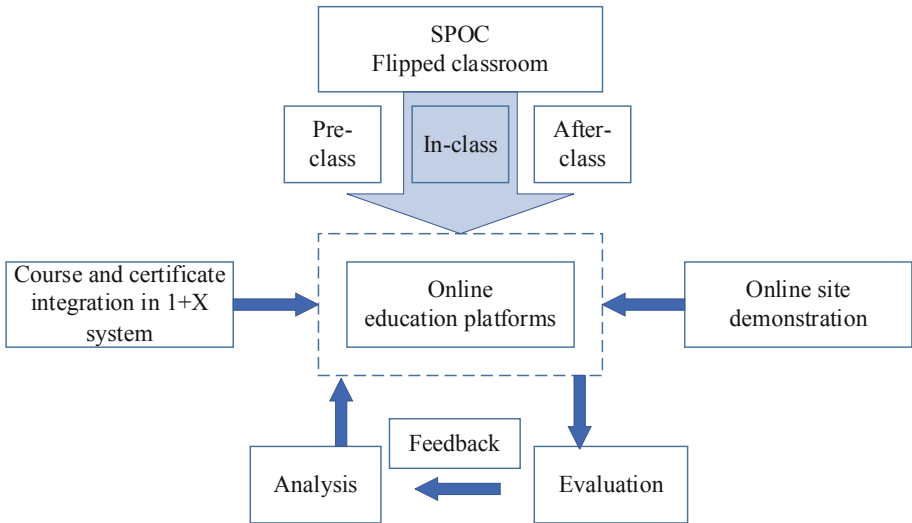 SPOC
Flipped classroom
Pre-
class
In-class
After-
class
Course and certificate
integration in 1+X
system
Online
education platforms
Online site
demonstration
Feedback
Analysis
Evaluation